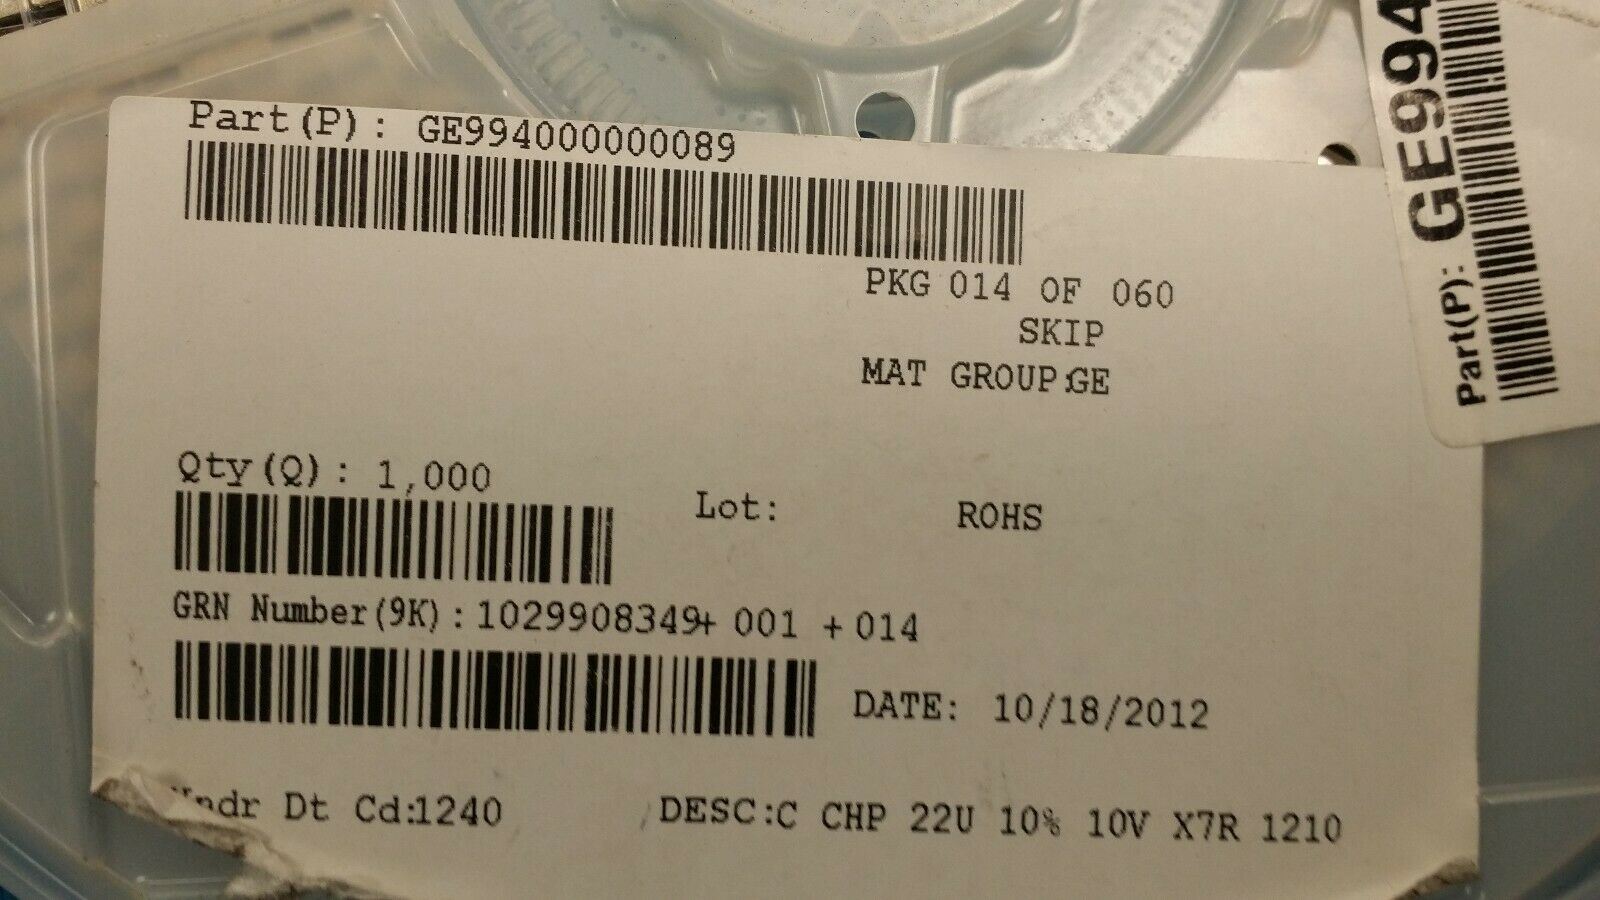 Part(P): GE994000000089
PKG 014 OF 060
SKIP
MAT GROUP:GE
Qty(Q): 1,000
Lot:
ROHS
GRN Number(9K):1029908349+ 001 +014
DATE: 10/18/2012
Dt Cd:1240
DESC:C CHP 22U 10% 10V X7R 1210
Part(P): GE994